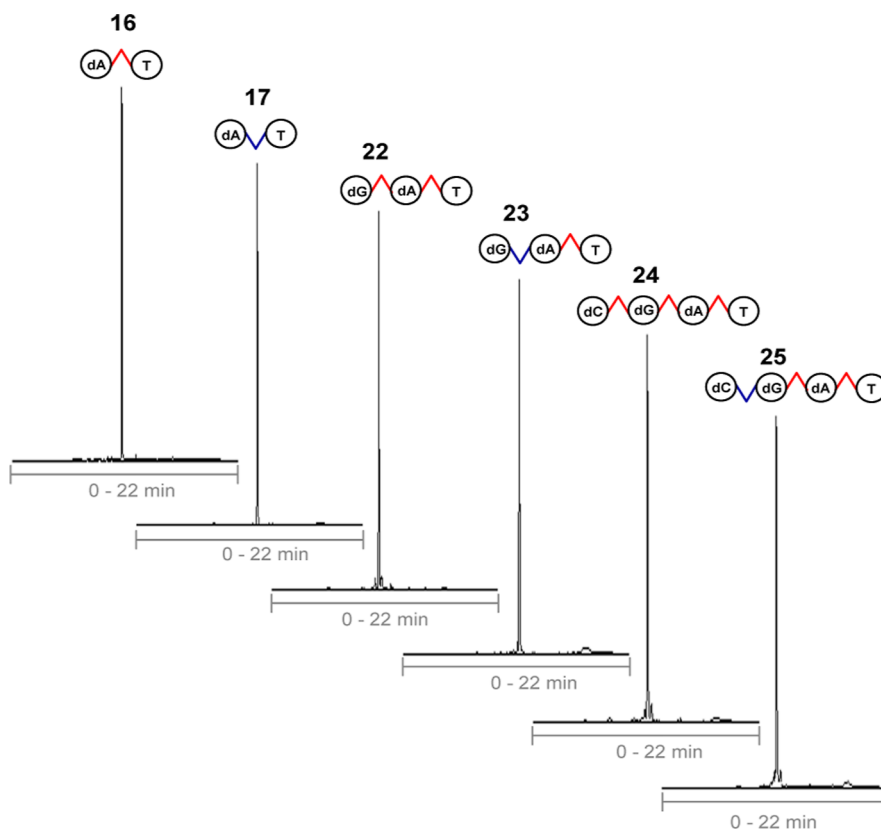 16
dA T
17
dA T
22
dG dA T
23
dG dA T
24
dC dG dA T
25
dC dG dA T
0 - 22 min
0 - 22 min
0 - 22 min
0 - 22 min
0 - 22 min
0 - 22 min